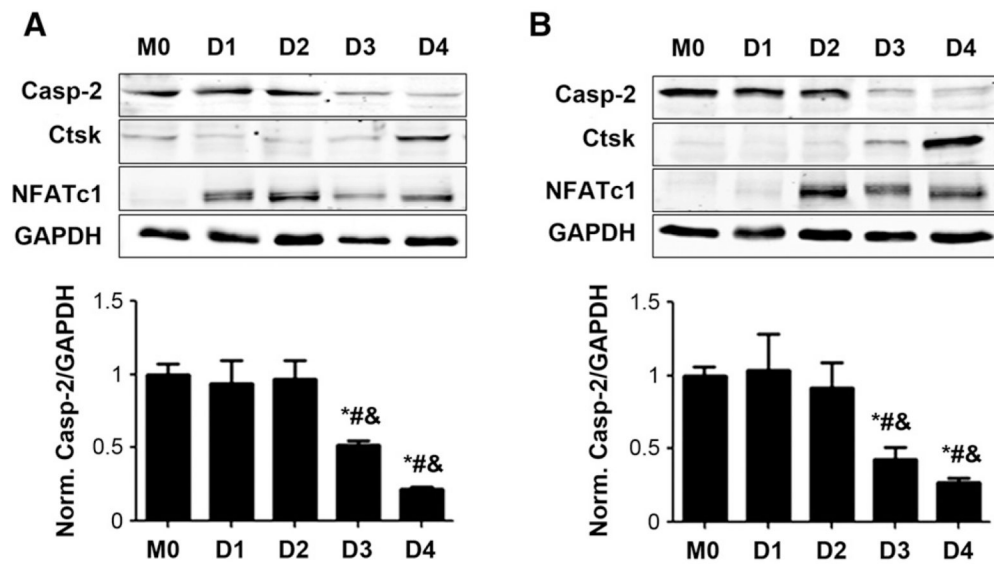 A
M0 D1 D2 D3 D4
Casp-2
Ctsk
NFATc1
GAPDH
Norm. Casp-2/GAPDH
1.5
1
0.5
0
*#&
*#&
M0 D1 D2 D3 D4
B
M0 D1 D2 D3 D4
Casp-2
Ctsk
NFATc1
GAPDH
Norm. Casp-2/GAPDH
1.5
1
0.5
0
*#&
*#&
M0 D1 D2 D3 D4